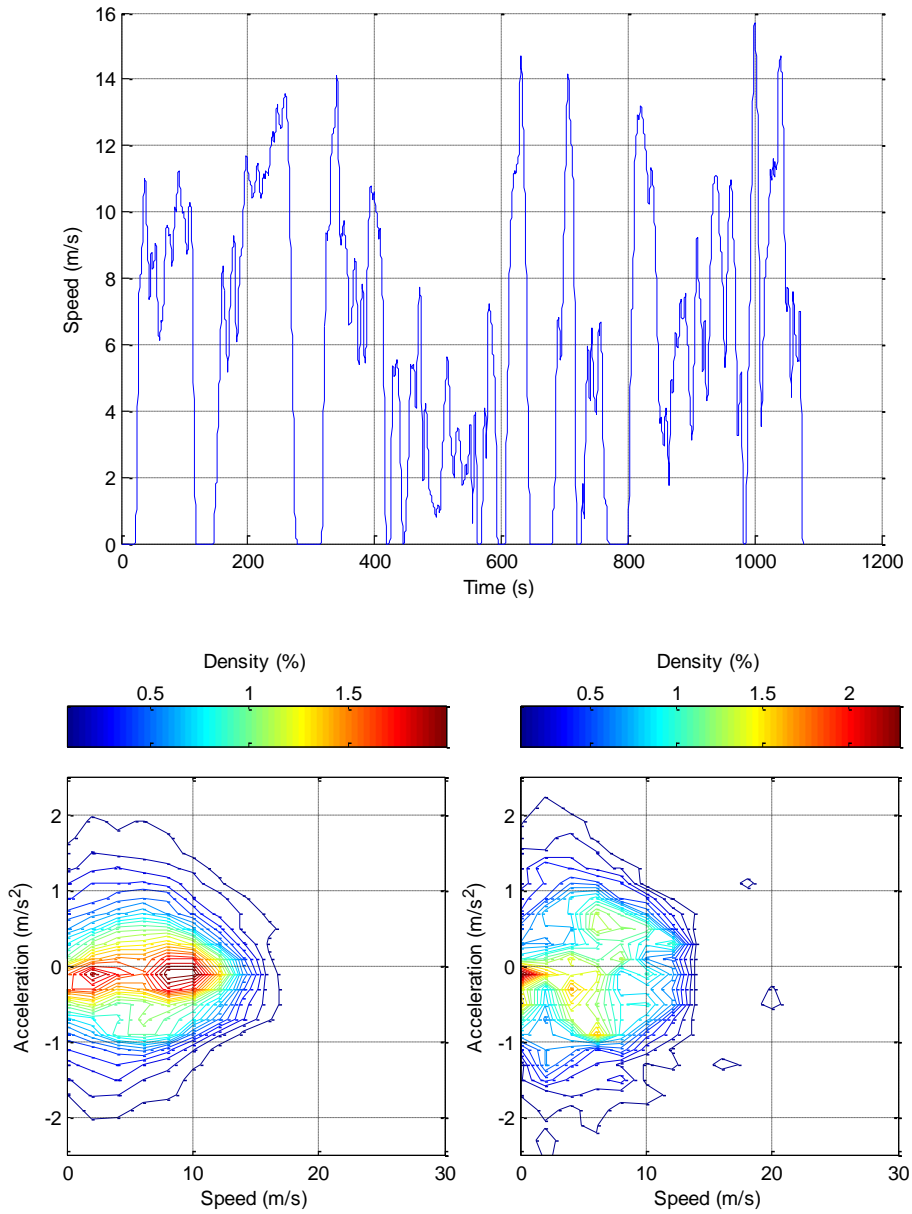 16
14
12
10
8
6
4
2
0
Speed (m/s)
0 200 400 600 800 1000 1200
Time (s)
Density (%) Density (%)
0.5 1 1.5 0.5 1 1.5 2
2 2
1 1
0 0
-1 -1
-2 -2
Acceleration (m/s²) Acceleration (m/s²)
0 10 20 30 0 10 20 30
Speed (m/s) Speed (m/s)